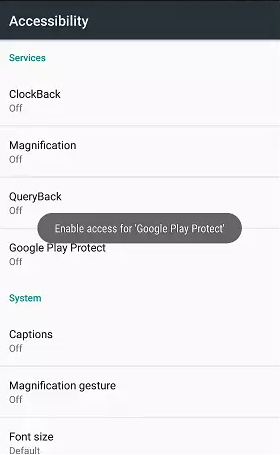 Accessibility
Services
ClockBack
Off
Magnification
Off
QueryBack
Off
Enable access for 'Google Play Protect'
Google Play Protect
Off
System
Captions
Off
Magnification gesture
Off
Font size
Default